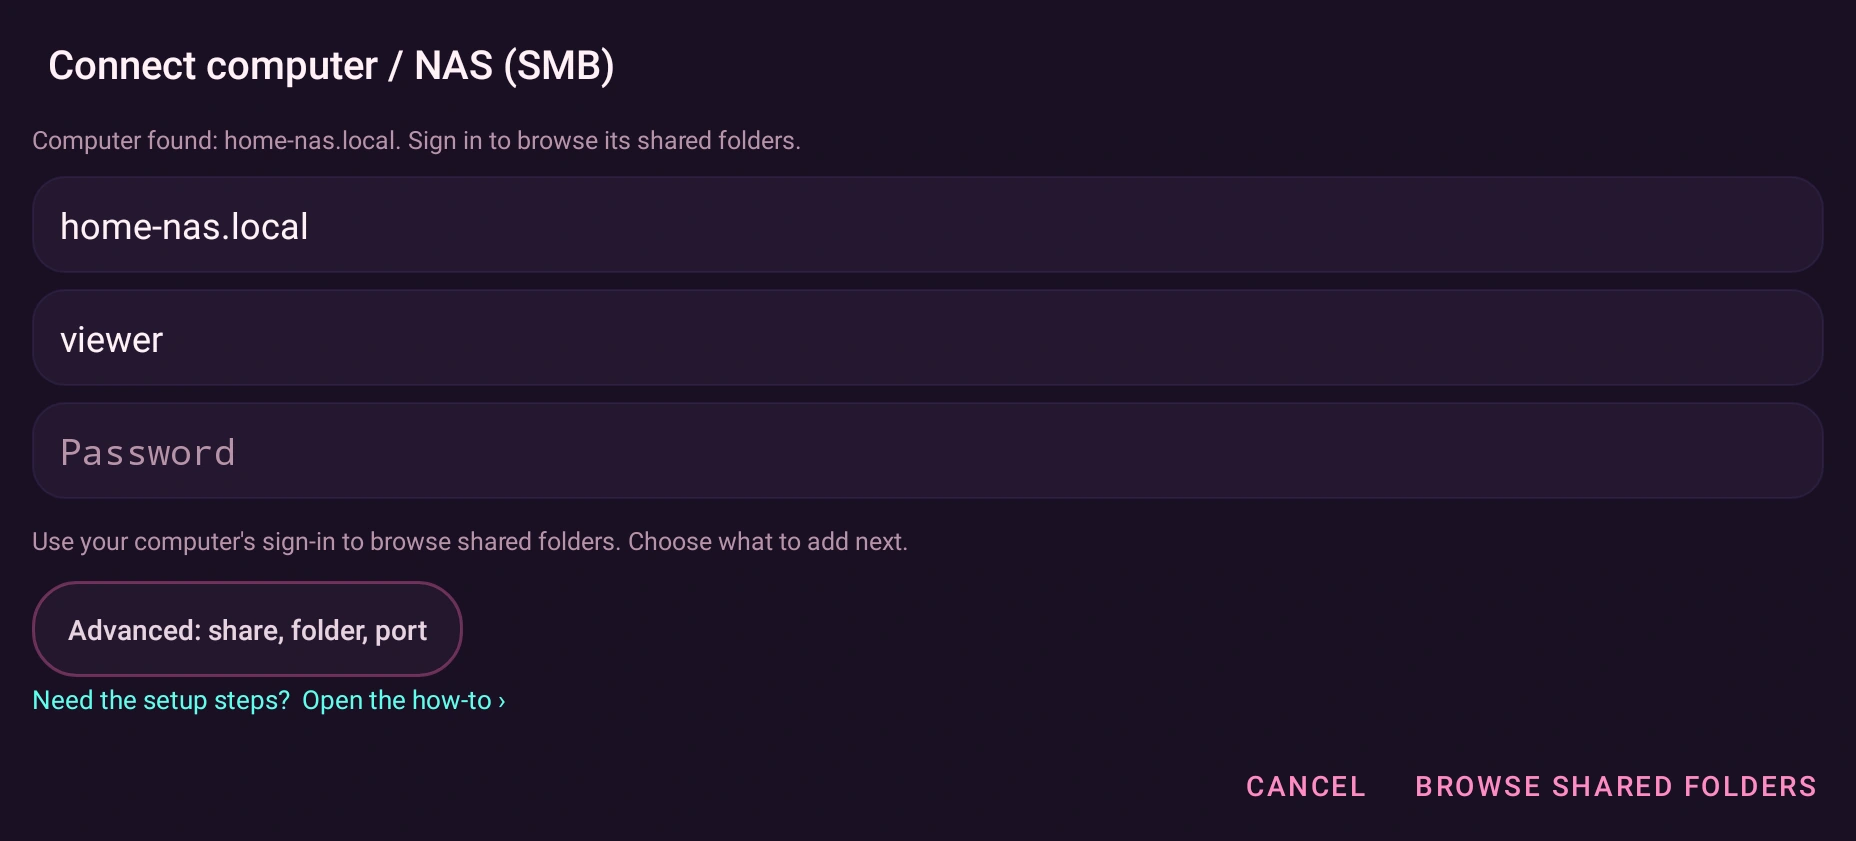 Connect computer / NAS (SMB)
Computer found: home-nas.local. Sign in to browse its shared folders.
home-nas.local
viewer
Password
Use your computer's sign-in to browse shared folders. Choose what to add next.
Advanced: share, folder, port
Need the setup steps?  Open the how-to ›
CANCEL BROWSE SHARED FOLDERS